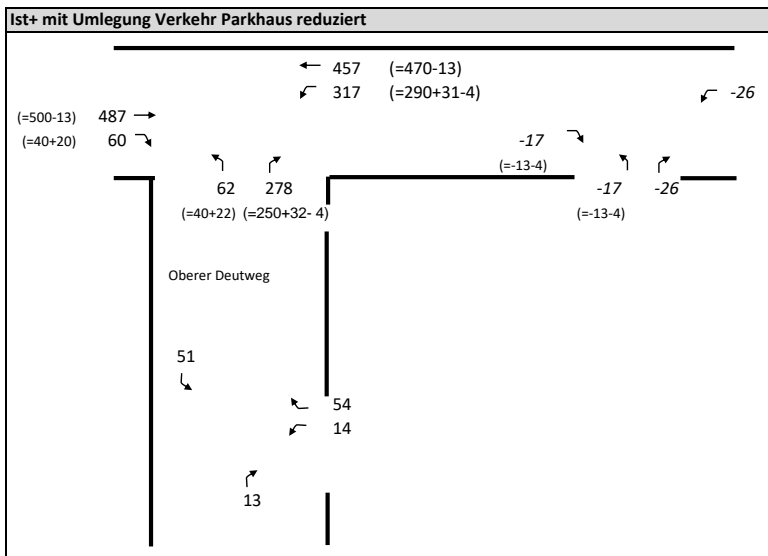 Ist+ mit Umlegung Verkehr Parkhaus reduziert
457 (=470-13)
317 (=290+31-4) -26
(=500-13) 487
(=40+20) 60 -17
(=-13-4)
62 278 -17 -26
(=40+22) (=250+32- 4) (=-13-4)
Oberer Deutweg
51
54
14
13